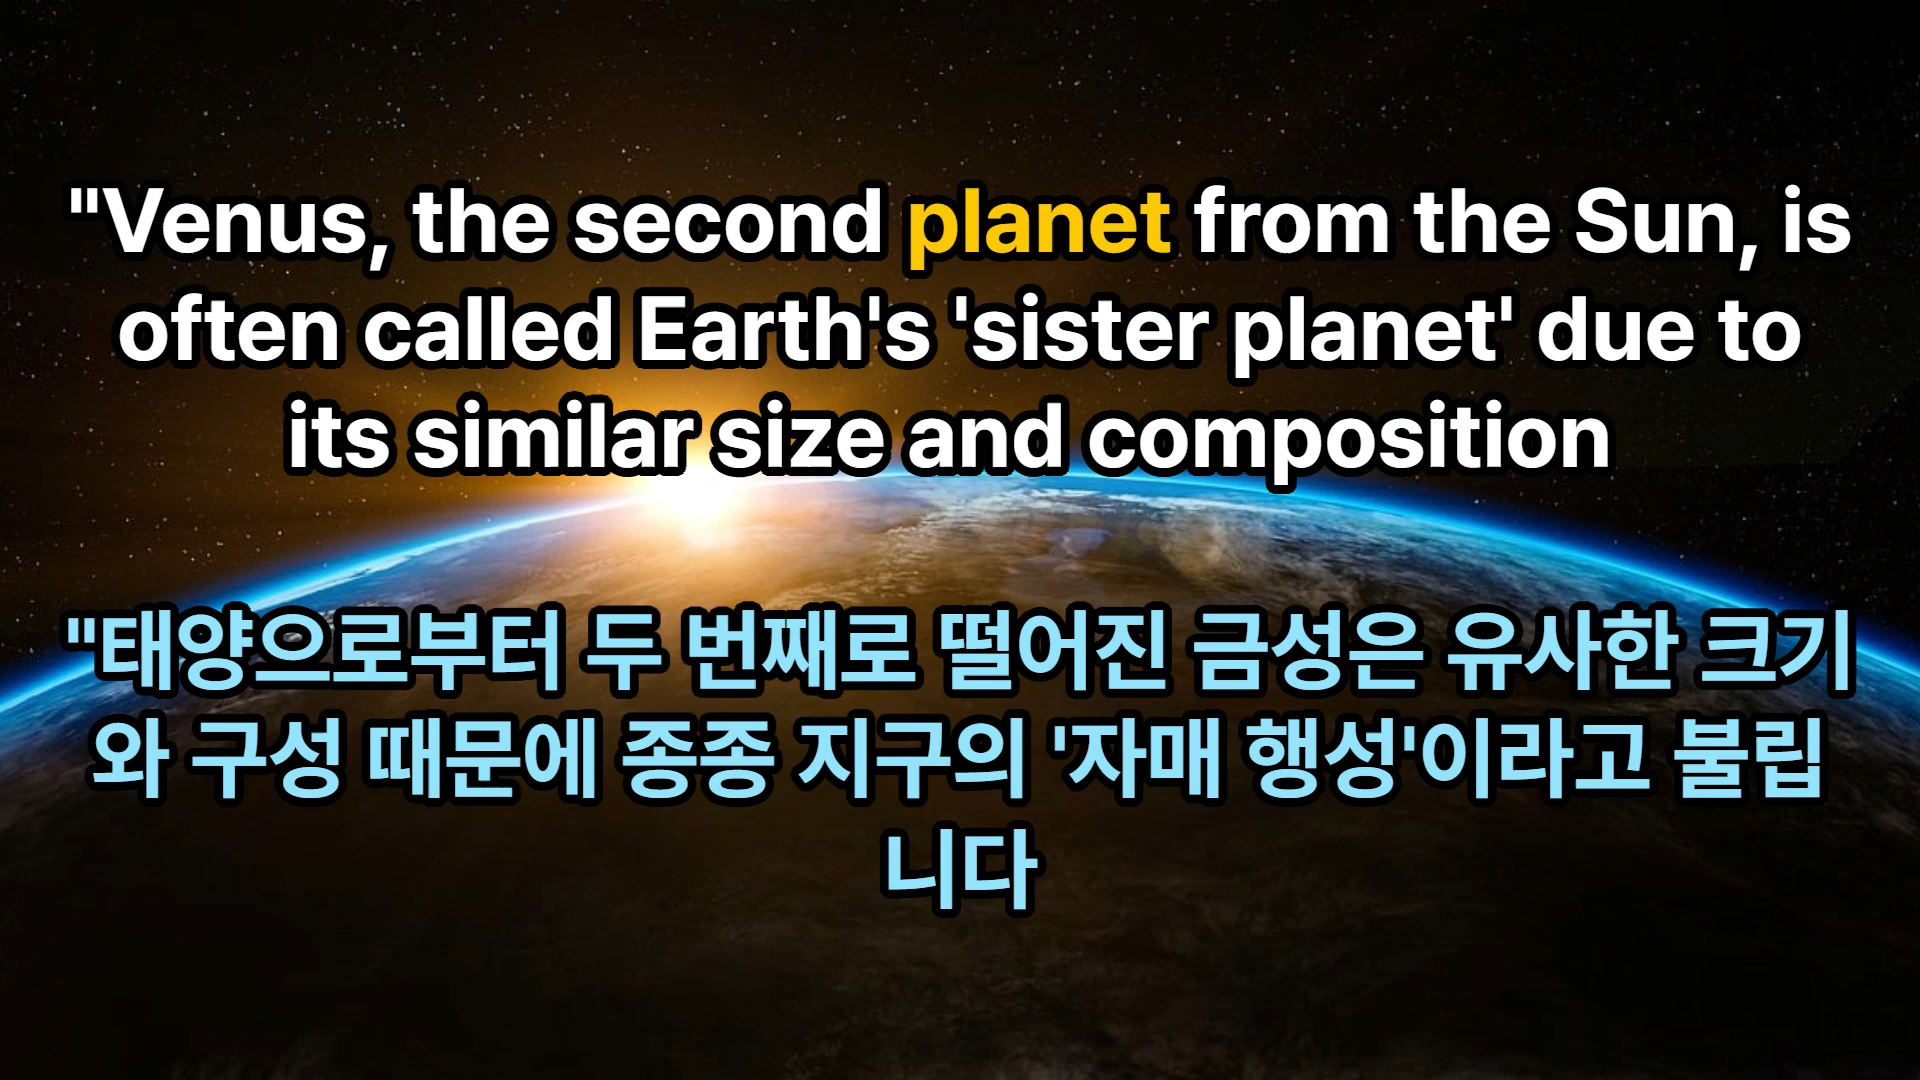 "Venus, the second planet from the Sun, is
often called Earth's 'sister planet' due to
its similar size and composition
"태양으로부터 두 번째로 떨어진 금성은 유사한 크기
와 구성 때문에 종종 지구의 '자매 행성'이라고 불립
니다